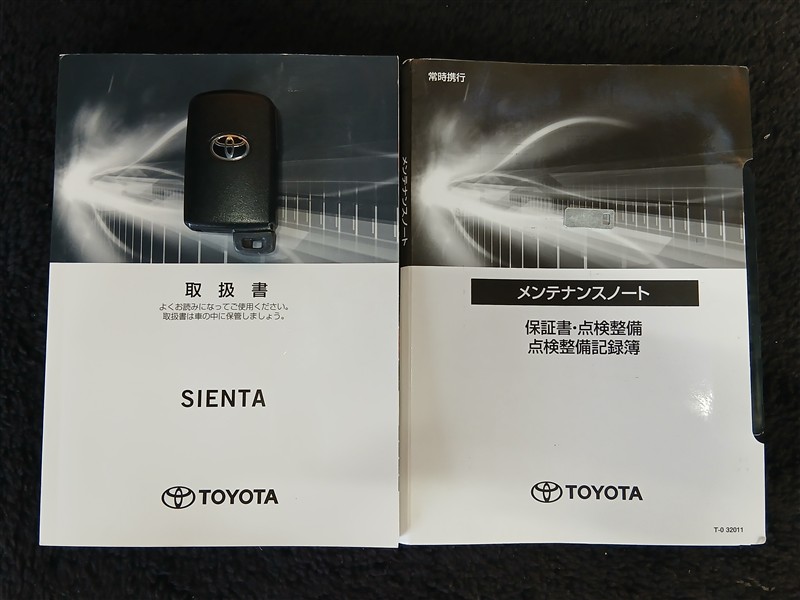 取扱書
よくお読みになってご使用ください。
取扱書は車の中に保管しましょう。
SIENTA
TOYOTA
メンテナンスノート
常時携行
メンテナンスノート
保証書・点検整備
点検整備記録簿
TOYOTA
T-0 32011